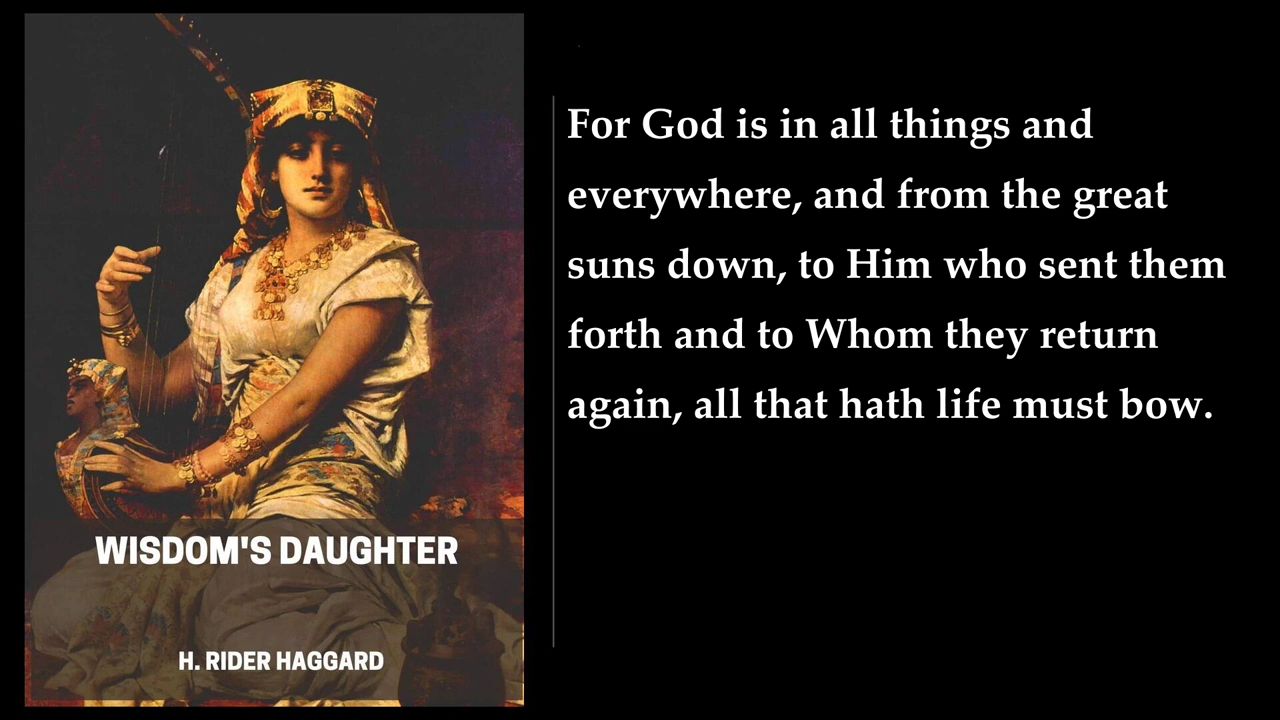 WISDOM'S DAUGHTER
H. RIDER HAGGARD
For God is in all things and
everywhere, and from the great
suns down, to Him who sent them
forth and to Whom they return
again, all that hath life must bow.